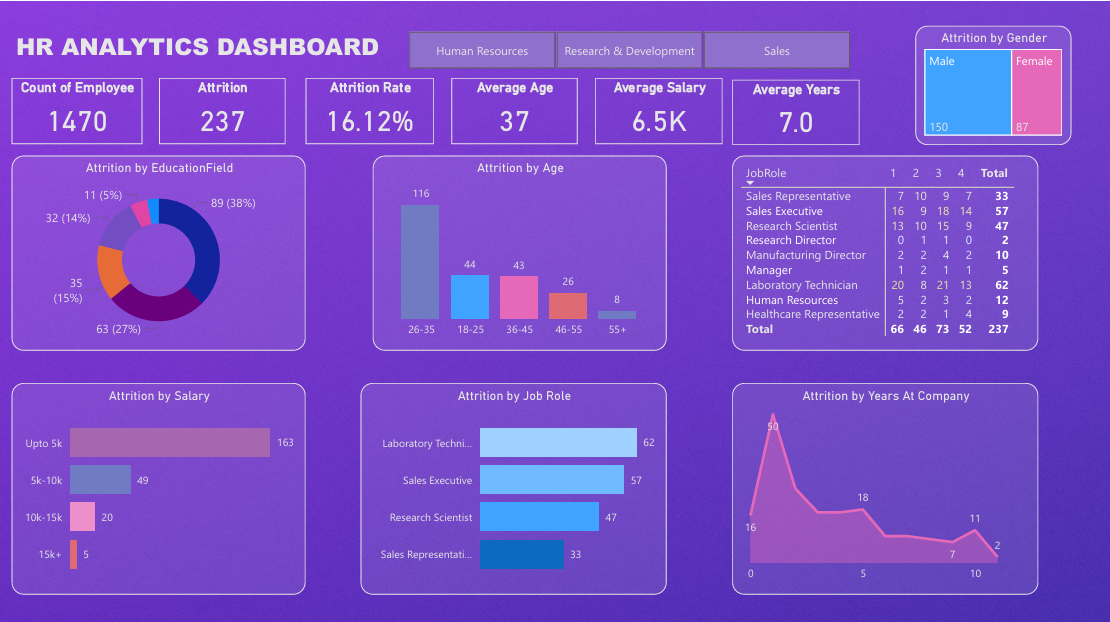 HR ANALYTICS DASHBOARD
Human Resources
Research & Development
Sales
Attrition by Gender
Male
Female
150
87
Count of Employee
1470
Attrition
237
Attrition Rate
16.12%
Average Age
37
Average Salary
6.5K
Average Years
7.0
Attrition by EducationField
11 (5%)
89 (38%)
32 (14%)
35
(15%)
63 (27%)
Attrition by Age
116
44
43
26
8
26-35 18-25 36-45 46-55 55+
JobRole 1 2 3 4 Total
Sales Representative 7 10 9 7 33
Sales Executive 16 9 18 14 57
Research Scientist 13 10 15 9 47
Research Director 0 1 1 0 2
Manufacturing Director 2 2 4 2 10
Manager 1 2 1 1 5
Laboratory Technician 20 8 21 13 62
Human Resources 5 2 3 2 12
Healthcare Representative 2 2 1 4 9
Total 66 46 73 52 237
Attrition by Salary
Upto 5k 163
5k-10k 49
10k-15k 20
15k+ 5
Attrition by Job Role
Laboratory Techni... 62
Sales Executive 57
Research Scientist 47
Sales Representati... 33
Attrition by Years At Company
50
18
16
11
7
2
0 5 10